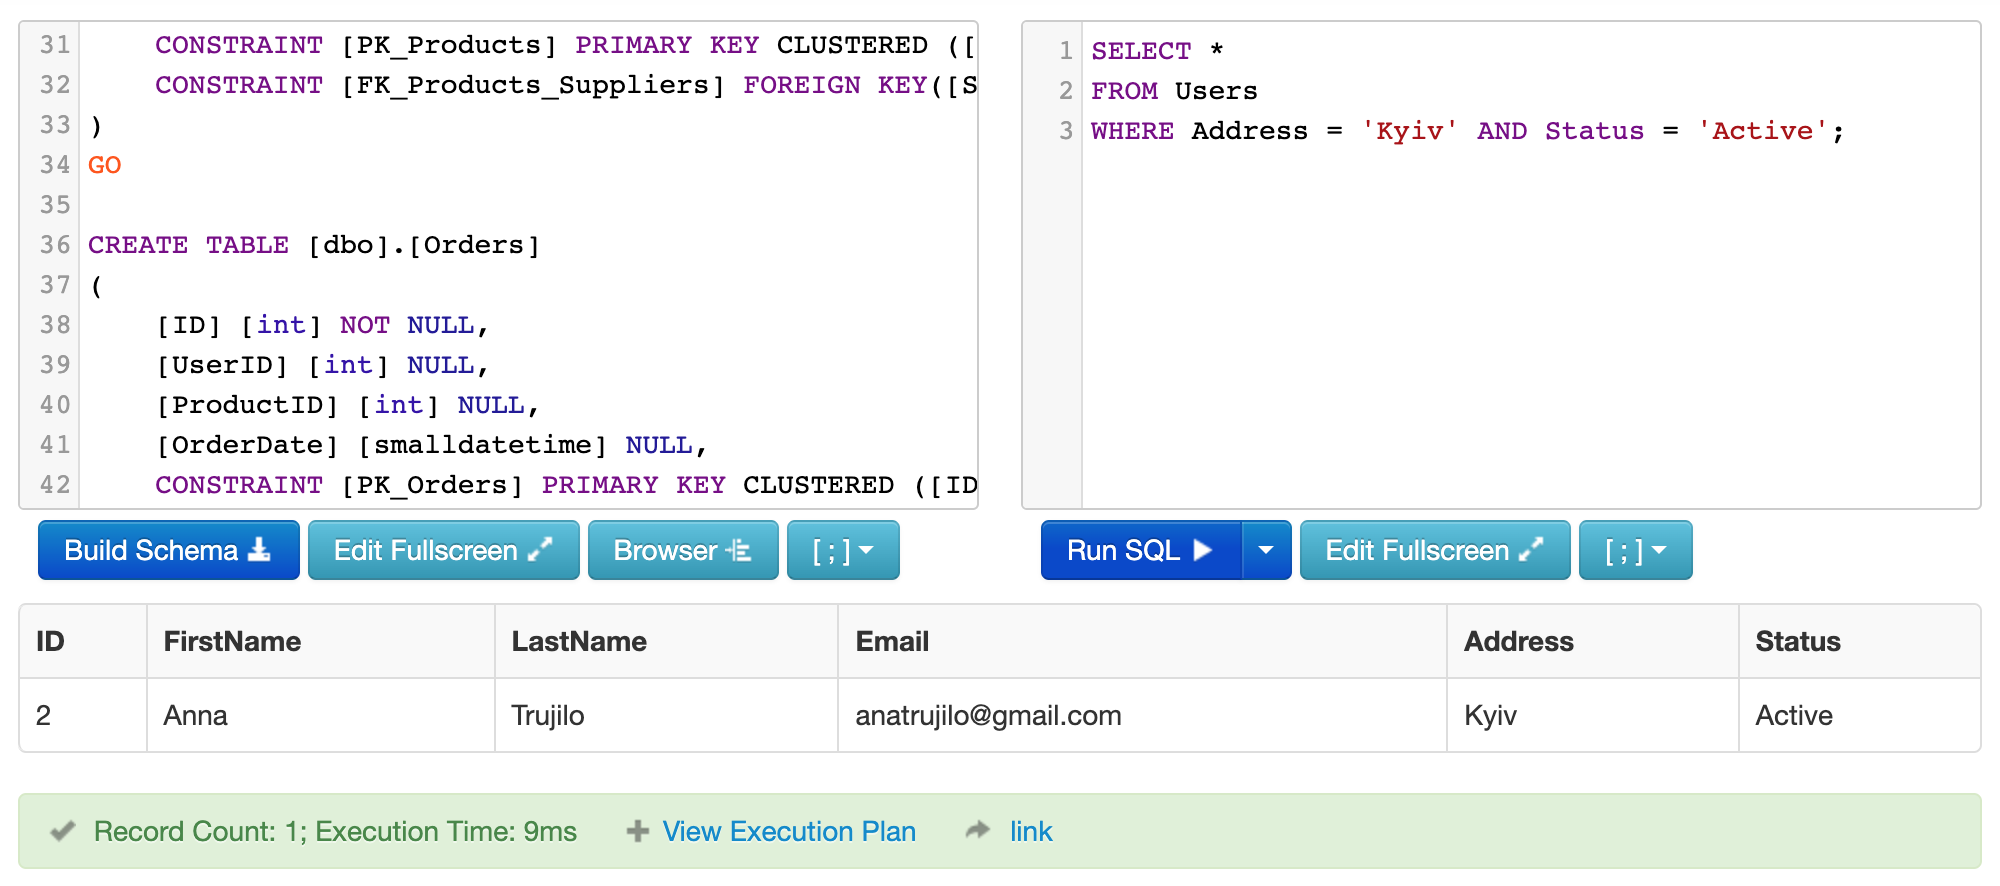 31 CONSTRAINT [PK_Products] PRIMARY KEY CLUSTERED ([
32 CONSTRAINT [FK_Products_Suppliers] FOREIGN KEY([S
33 )
34 GO
35
36 CREATE TABLE [dbo].[Orders]
37 (
38 [ID] [int] NOT NULL,
39 [UserID] [int] NULL,
40 [ProductID] [int] NULL,
41 [OrderDate] [smalldatetime] NULL,
42 CONSTRAINT [PK_Orders] PRIMARY KEY CLUSTERED ([ID
1 SELECT *
2 FROM Users
3 WHERE Address = 'Kyiv' AND Status = 'Active';
Build Schema Edit Fullscreen Browser [ ; ]
Run SQL Edit Fullscreen [ ; ]
ID FirstName LastName Email Address Status
2 Anna Trujilo anatrujilo@gmail.com Kyiv Active
Record Count: 1; Execution Time: 9ms View Execution Plan link